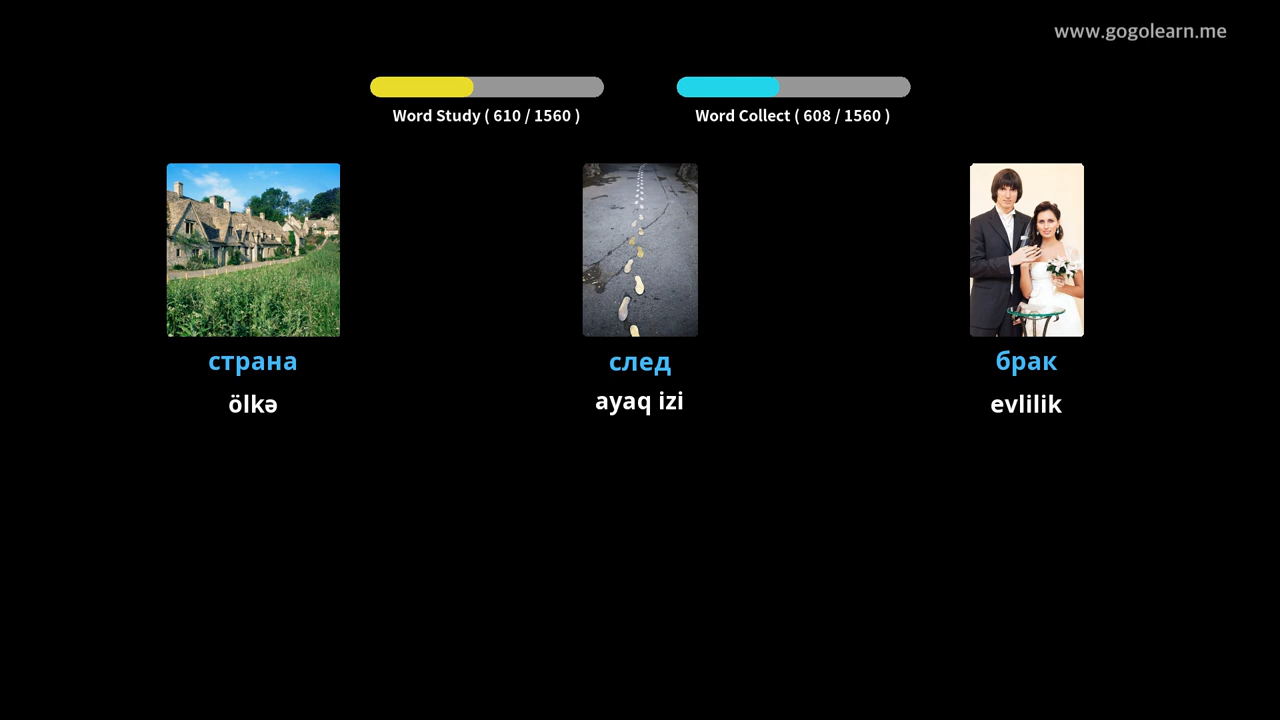 www.gogolearn.me
Word Study ( 610 / 1560 )
Word Collect ( 608 / 1560 )
страна
след
брак
ölkə
ayaq izi
evlilik